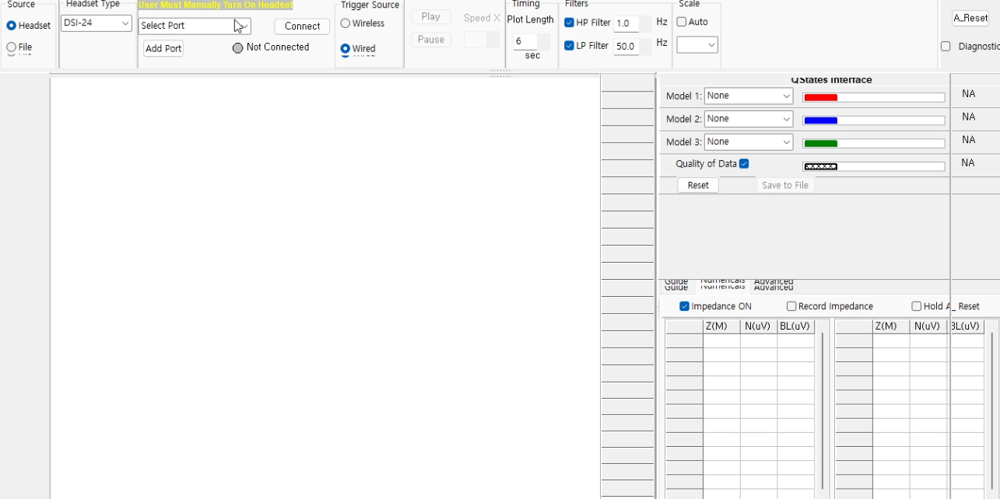 Source
Headset
File
Headset Type
DSI-24
User Must Manually Turn On Headset
Select Port
Connect
Add Port
Not Connected
Trigger Source
Wireless
Wired
Play
Speed X
Pause
Timing
Plot Length
6
sec
Filters
HP Filter 1.0 Hz
LP Filter 50.0 Hz
Scale
Auto
A_Reset
Diagnostic
QStates Interface
Model 1: None NA
Model 2: None NA
Model 3: None NA
Quality of Data NA
Reset Save to File
Guide Numericals Advanced
Impedance ON Record Impedance Hold A_ Reset
Z(M) N(uV) BL(uV) Z(M) N(uV) BL(uV)